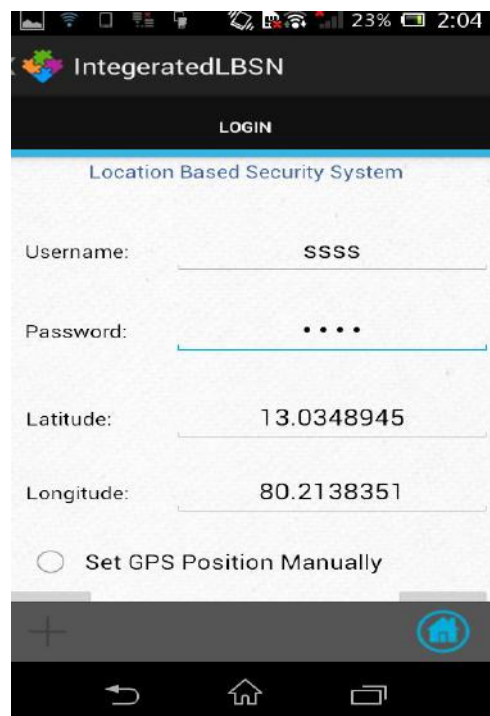 23% 2:04
IntegeratedLBSN
LOGIN
Location Based Security System
Username: ssss
Password: ••••
Latitude: 13.0348945
Longitude: 80.2138351
Set GPS Position Manually